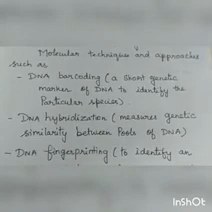 Molecular techniques and approaches
such as
- DNA barcoding (a short genetic
marker of DNA to identify the
Particular species).
- DNA hybridization (measures genetic
similarity between Pools of DNA)
- DNA fingerprinting (to identify an
InShOt